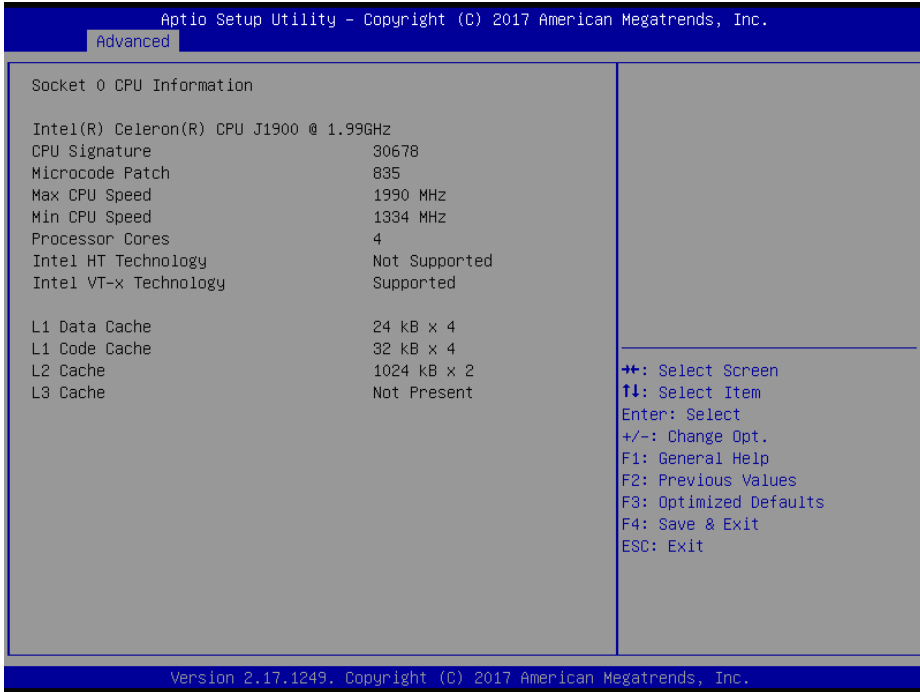 Aptio Setup Utility – Copyright (C) 2017 American Megatrends, Inc.
Advanced
Socket 0 CPU Information
Intel(R) Celeron(R) CPU J1900 @ 1.99GHz
CPU Signature 30678
Microcode Patch 835
Max CPU Speed 1990 MHz
Min CPU Speed 1334 MHz
Processor Cores 4
Intel HT Technology Not Supported
Intel VT-x Technology Supported
L1 Data Cache 24 kB x 4
L1 Code Cache 32 kB x 4
L2 Cache 1024 kB x 2
L3 Cache Not Present
→←: Select Screen
↑↓: Select Item
Enter: Select
+/-: Change Opt.
F1: General Help
F2: Previous Values
F3: Optimized Defaults
F4: Save & Exit
ESC: Exit
Version 2.17.1249. Copyright (C) 2017 American Megatrends, Inc.